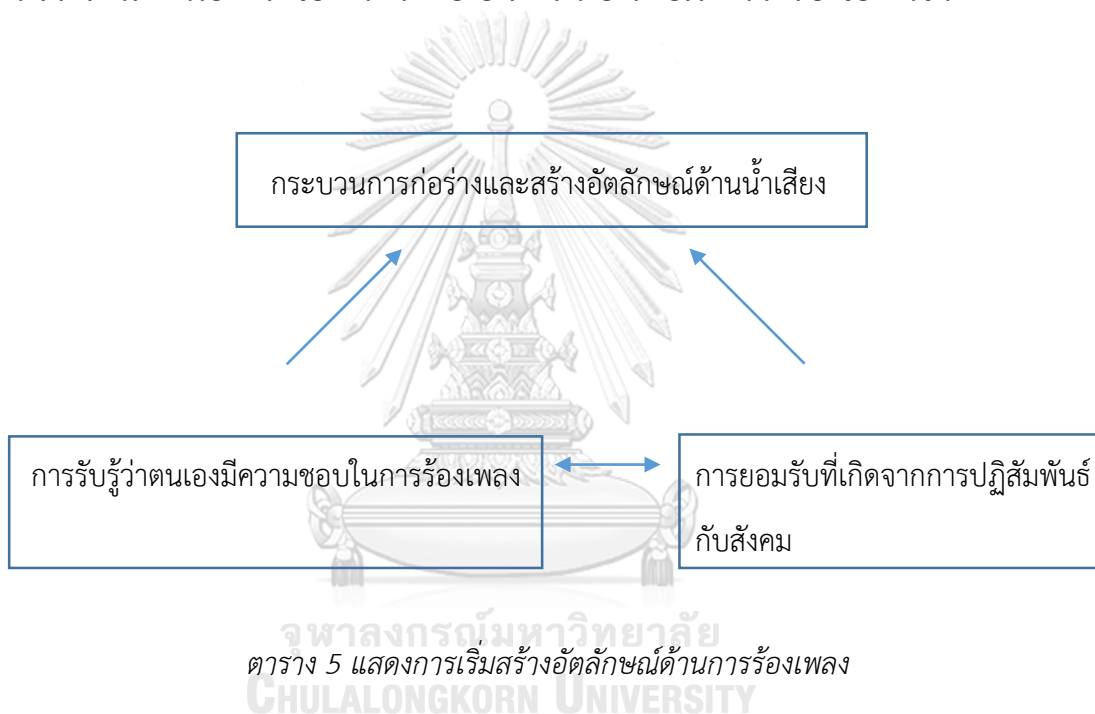 กระบวนการก่อร่างและสร้างอัตลักษณ์ด้านน้ำเสียง
การรับรู้ว่าตนเองมีความชอบในการร้องเพลง
การยอมรับที่เกิดจากการปฏิสัมพันธ์
กับสังคม
จุฬาลงกรณ์มหาวิทยาลัย
ตาราง 5 แสดงการเริ่มสร้างอัตลักษณ์ด้านการร้องเพลง
CHULALONGKORN UNIVERSITY